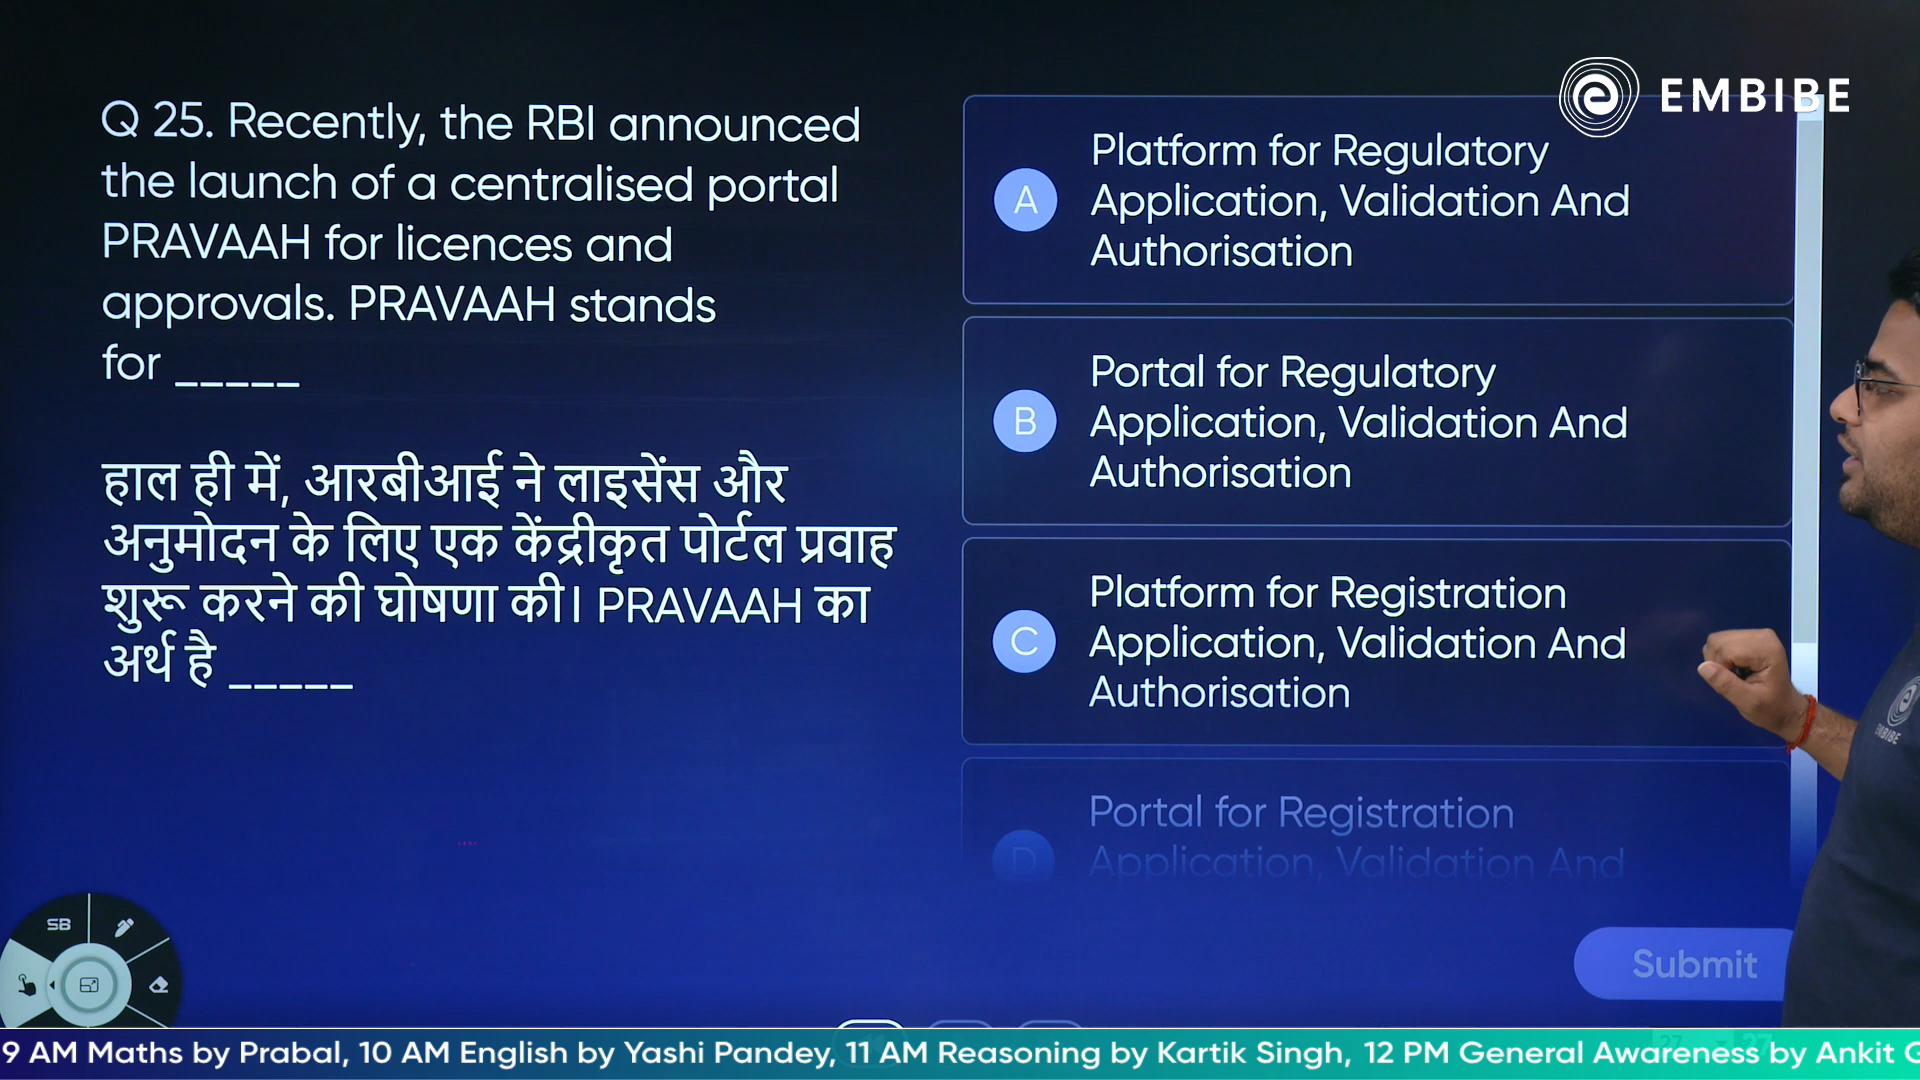 EMBIBE
Q 25. Recently, the RBI announced
the launch of a centralised portal
PRAVAAH for licences and
approvals. PRAVAAH stands
for _____
हाल ही में, आरबीआई ने लाइसेंस और
अनुमोदन के लिए एक केंद्रीकृत पोर्टल प्रवाह
शुरू करने की घोषणा की। PRAVAAH का
अर्थ है _____
A
Platform for Regulatory
Application, Validation And
Authorisation
B
Portal for Regulatory
Application, Validation And
Authorisation
C
Platform for Registration
Application, Validation And
Authorisation
D
Portal for Registration
Application, Validation And
Submit
SB
EMBIBE
9 AM Maths by Prabal, 10 AM English by Yashi Pandey, 11 AM Reasoning by Kartik Singh, 12 PM General Awareness by Ankit G